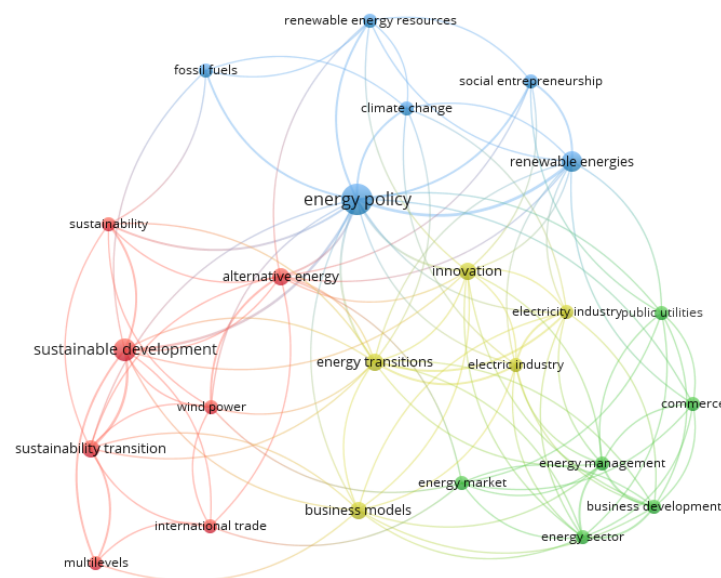 renewable energy resources
fossil fuels
social entrepreneurship
climate change
renewable energies
energy policy
sustainability
alternative energy
innovation
electricity industry
public utilities
sustainable development
energy transitions
electric industry
wind power
commerce
sustainability transition
energy management
energy market
business models
business development
international trade
energy sector
multilevels